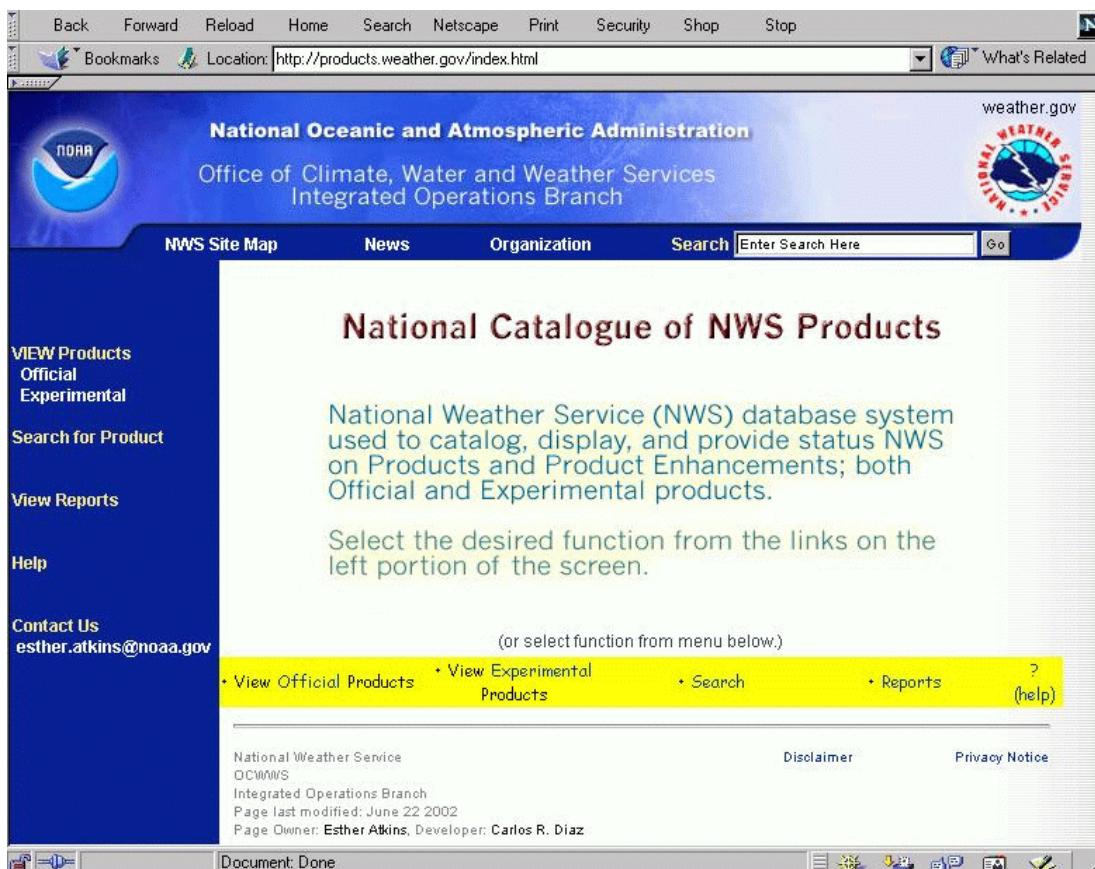 Back Forward Reload Home Search Netscape Print Security Shop Stop N
Bookmarks Location: http://products.weather.gov/index.html What's Related
weather.gov
NOAA
National Oceanic and Atmospheric Administration
Office of Climate, Water and Weather Services
Integrated Operations Branch
NATIONAL WEATHER SERVICE
NWS Site Map News Organization Search Enter Search Here Go
National Catalogue of NWS Products
VIEW Products
Official
Experimental
Search for Product
View Reports
Help
Contact Us
esther.atkins@noaa.gov
National Weather Service (NWS) database system
used to catalog, display, and provide status NWS
on Products and Product Enhancements; both
Official and Experimental products.
Select the desired function from the links on the
left portion of the screen.
(or select function from menu below.)
• View Official Products • View Experimental Products • Search • Reports ? (help)
National Weather Service Disclaimer Privacy Notice
OCWWS
Integrated Operations Branch
Page last modified: June 22 2002
Page Owner: Esther Atkins, Developer: Carlos R. Diaz
Document: Done